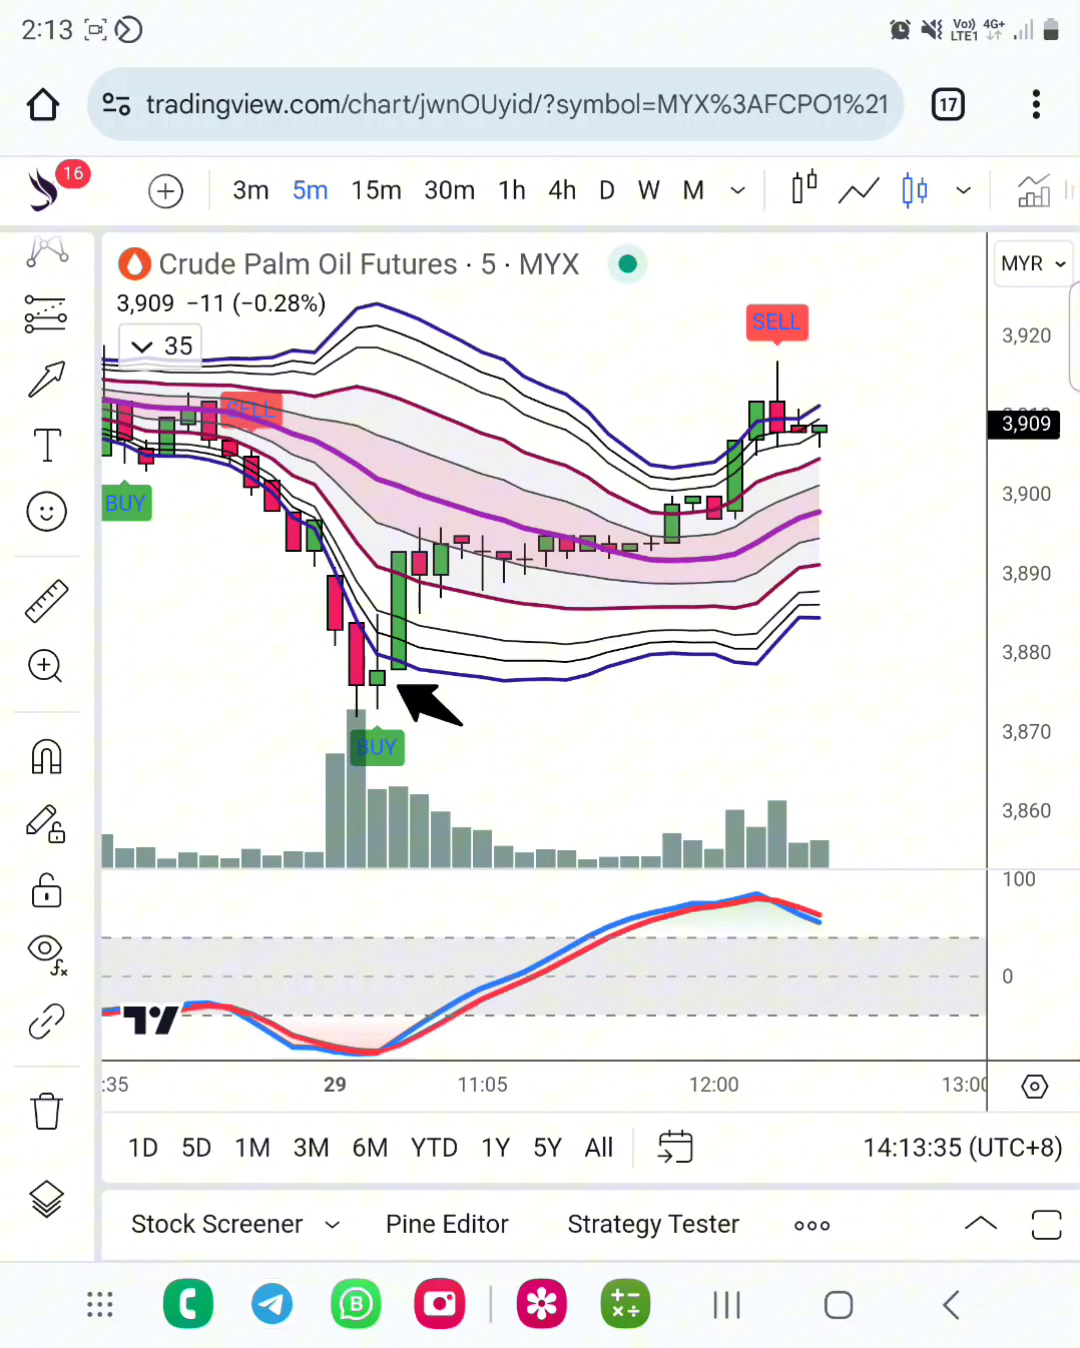 2:13
Vo)) 4G+
LTE1
tradingview.com/chart/jwnOUyid/?symbol=MYX%3AFCPO1%21
17
16
3m 5m 15m 30m 1h 4h D W M
Crude Palm Oil Futures · 5 · MYX
MYR
3,909 −11 (−0.28%)
35
SELL
3,920
SELL
3,909
BUY
3,900
3,890
3,880
3,870
BUY
3,860
100
0
:35 29 11:05 12:00 13:00
1D 5D 1M 3M 6M YTD 1Y 5Y All
14:13:35 (UTC+8)
Stock Screener Pine Editor Strategy Tester